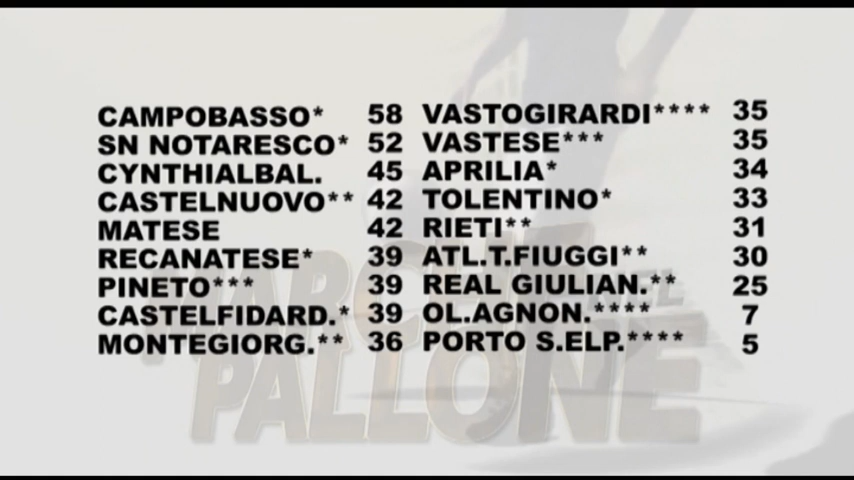 CAMPOBASSO* 58
SN NOTARESCO* 52
CYNTHIALBAL. 45
CASTELNUOVO** 42
MATESE 42
RECANATESE* 39
PINETO*** 39
CASTELFIDARD.* 39
MONTEGIORG.** 36
VASTOGIRARDI**** 35
VASTESE*** 35
APRILIA* 34
TOLENTINO* 33
RIETI** 31
ATL.T.FIUGGI** 30
REAL GIULIAN.** 25
OL.AGNON.**** 7
PORTO S.ELP.**** 5
MARCHE NEL
PALLONE